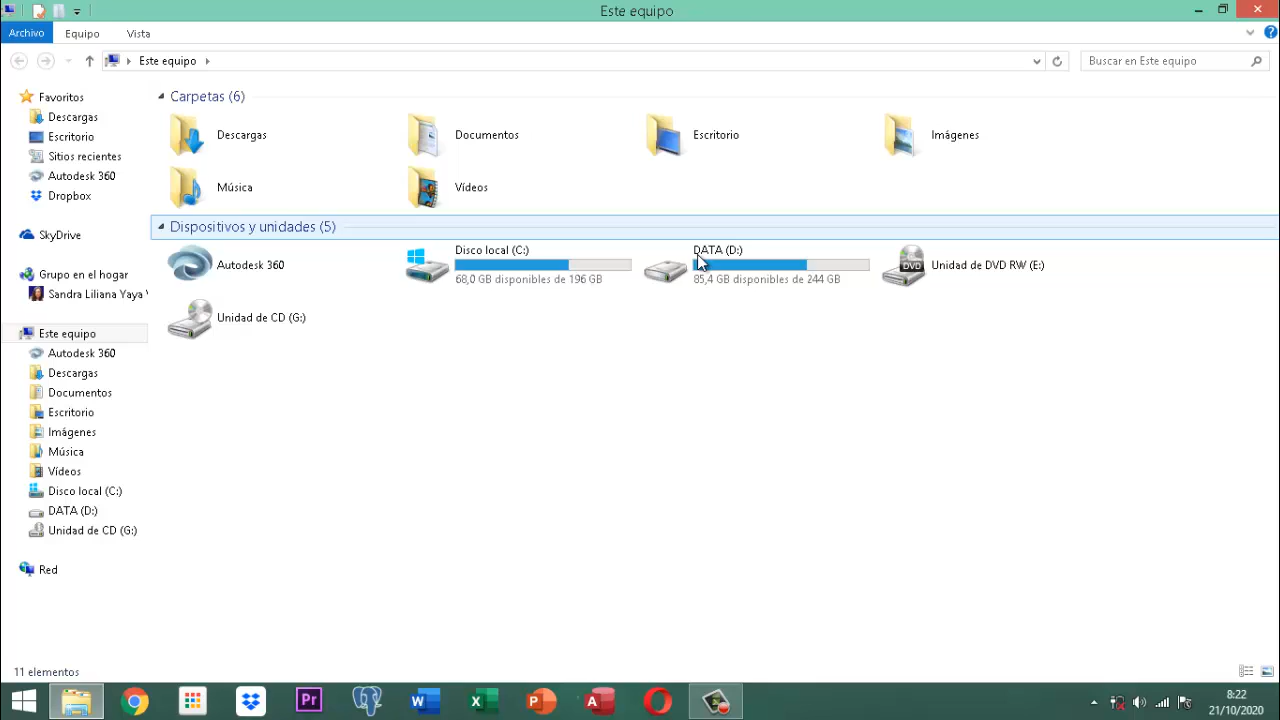 Este equipo
Archivo
Equipo
Vista
Este equipo
Buscar en Este equipo
Favoritos
Descargas
Escritorio
Sitios recientes
Autodesk 360
Dropbox
SkyDrive
Grupo en el hogar
Sandra Liliana Yaya
Este equipo
Autodesk 360
Descargas
Documentos
Escritorio
Imágenes
Música
Vídeos
Disco local (C:)
DATA (D:)
Unidad de CD (G:)
Red
Carpetas (6)
Descargas
Documentos
Escritorio
Imágenes
Música
Vídeos
Dispositivos y unidades (5)
Autodesk 360
Disco local (C:)
68,0 GB disponibles de 196 GB
DATA (D:)
85,4 GB disponibles de 244 GB
DVD
Unidad de DVD RW (E:)
Unidad de CD (G:)
11 elementos
Pr
W
X
P
A
8:22
21/10/2020